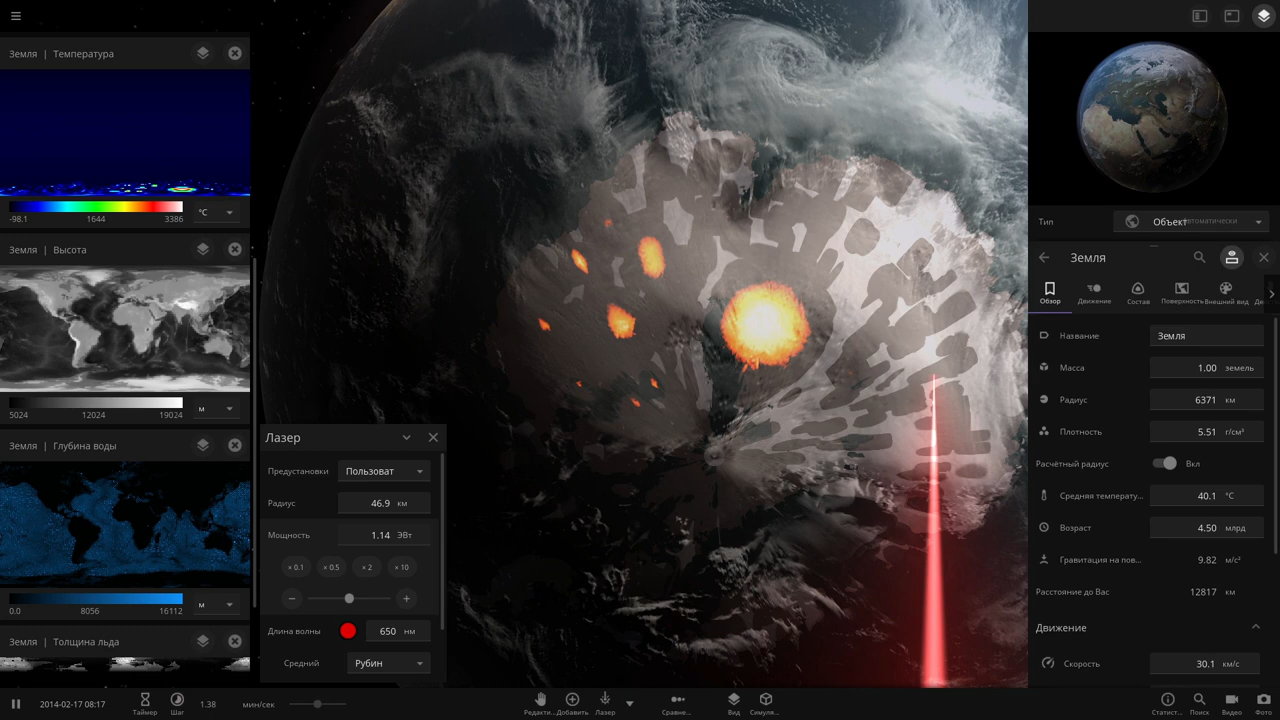 Земля | Температура
-98.1 1644 3386 °C
Земля | Высота
5024 12024 19024 м
Земля | Глубина воды
0.0 8056 16112 м
Земля | Толщина льда
Лазер
Предустановки Пользоват
Радиус 46.9 км
Мощность 1.14 ЭВт
× 0.1 × 0.5 × 2 × 10
Длина волны 650 нм
Средний Рубин
Тип Объект
Земля
Обзор Движение Состав Поверхность Внешний вид Де
Название Земля
Масса 1.00 земель
Радиус 6371 км
Плотность 5.51 г/см³
Расчётный радиус Вкл
Средняя температу... 40.1 °C
Возраст 4.50 млрд
Гравитация на пов... 9.82 м/с²
Расстояние до Вас 12817 км
Движение
Скорость 30.1 км/с
2014-02-17 08:17 Таймер Шаг 1.38 мин/сек Редакти... Добавить Лазер Сравне... Вид Симуля... Статист... Поиск Видео Фото